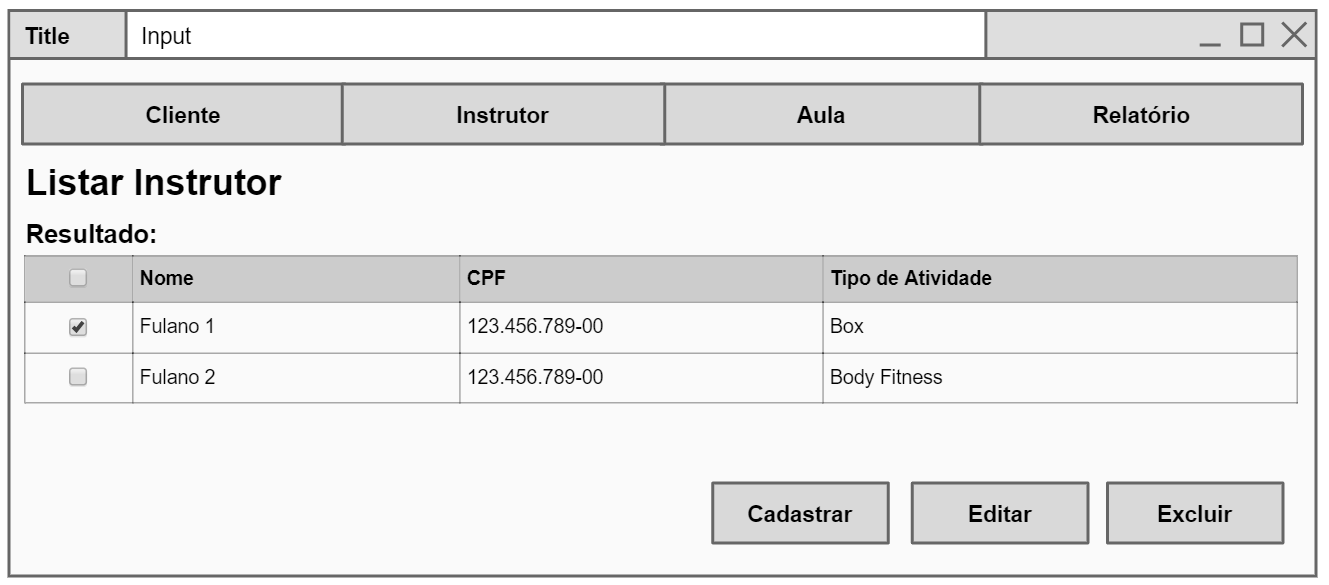 Title Input
Cliente Instrutor Aula Relatório
Listar Instrutor
Resultado:
Nome CPF Tipo de Atividade
Fulano 1 123.456.789-00 Box
Fulano 2 123.456.789-00 Body Fitness
Cadastrar Editar Excluir